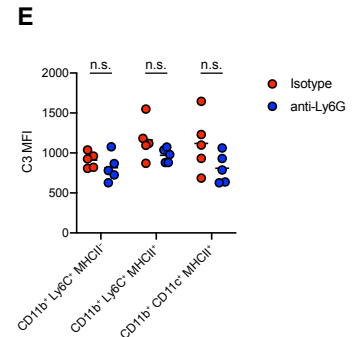 E
n.s. n.s. n.s.
2000
1500
1000
500
0
C3 MFI
Isotype
anti-Ly6G
CD11b⁺ Ly6C⁺ MHCII⁻
CD11b⁺ Ly6C⁺ MHCII⁺
CD11b⁺ CD11c⁺ MHCII⁺